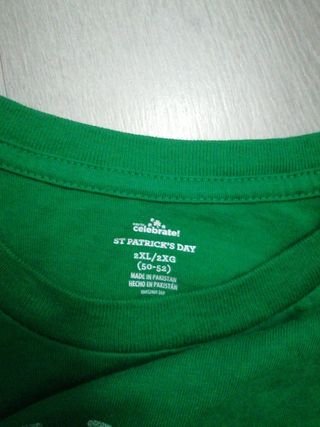 celebrate!
ST PATRICK'S DAY
2XL/2XG
(50-52)
MADE IN PAKISTAN
HECHO EN PAKISTÁN